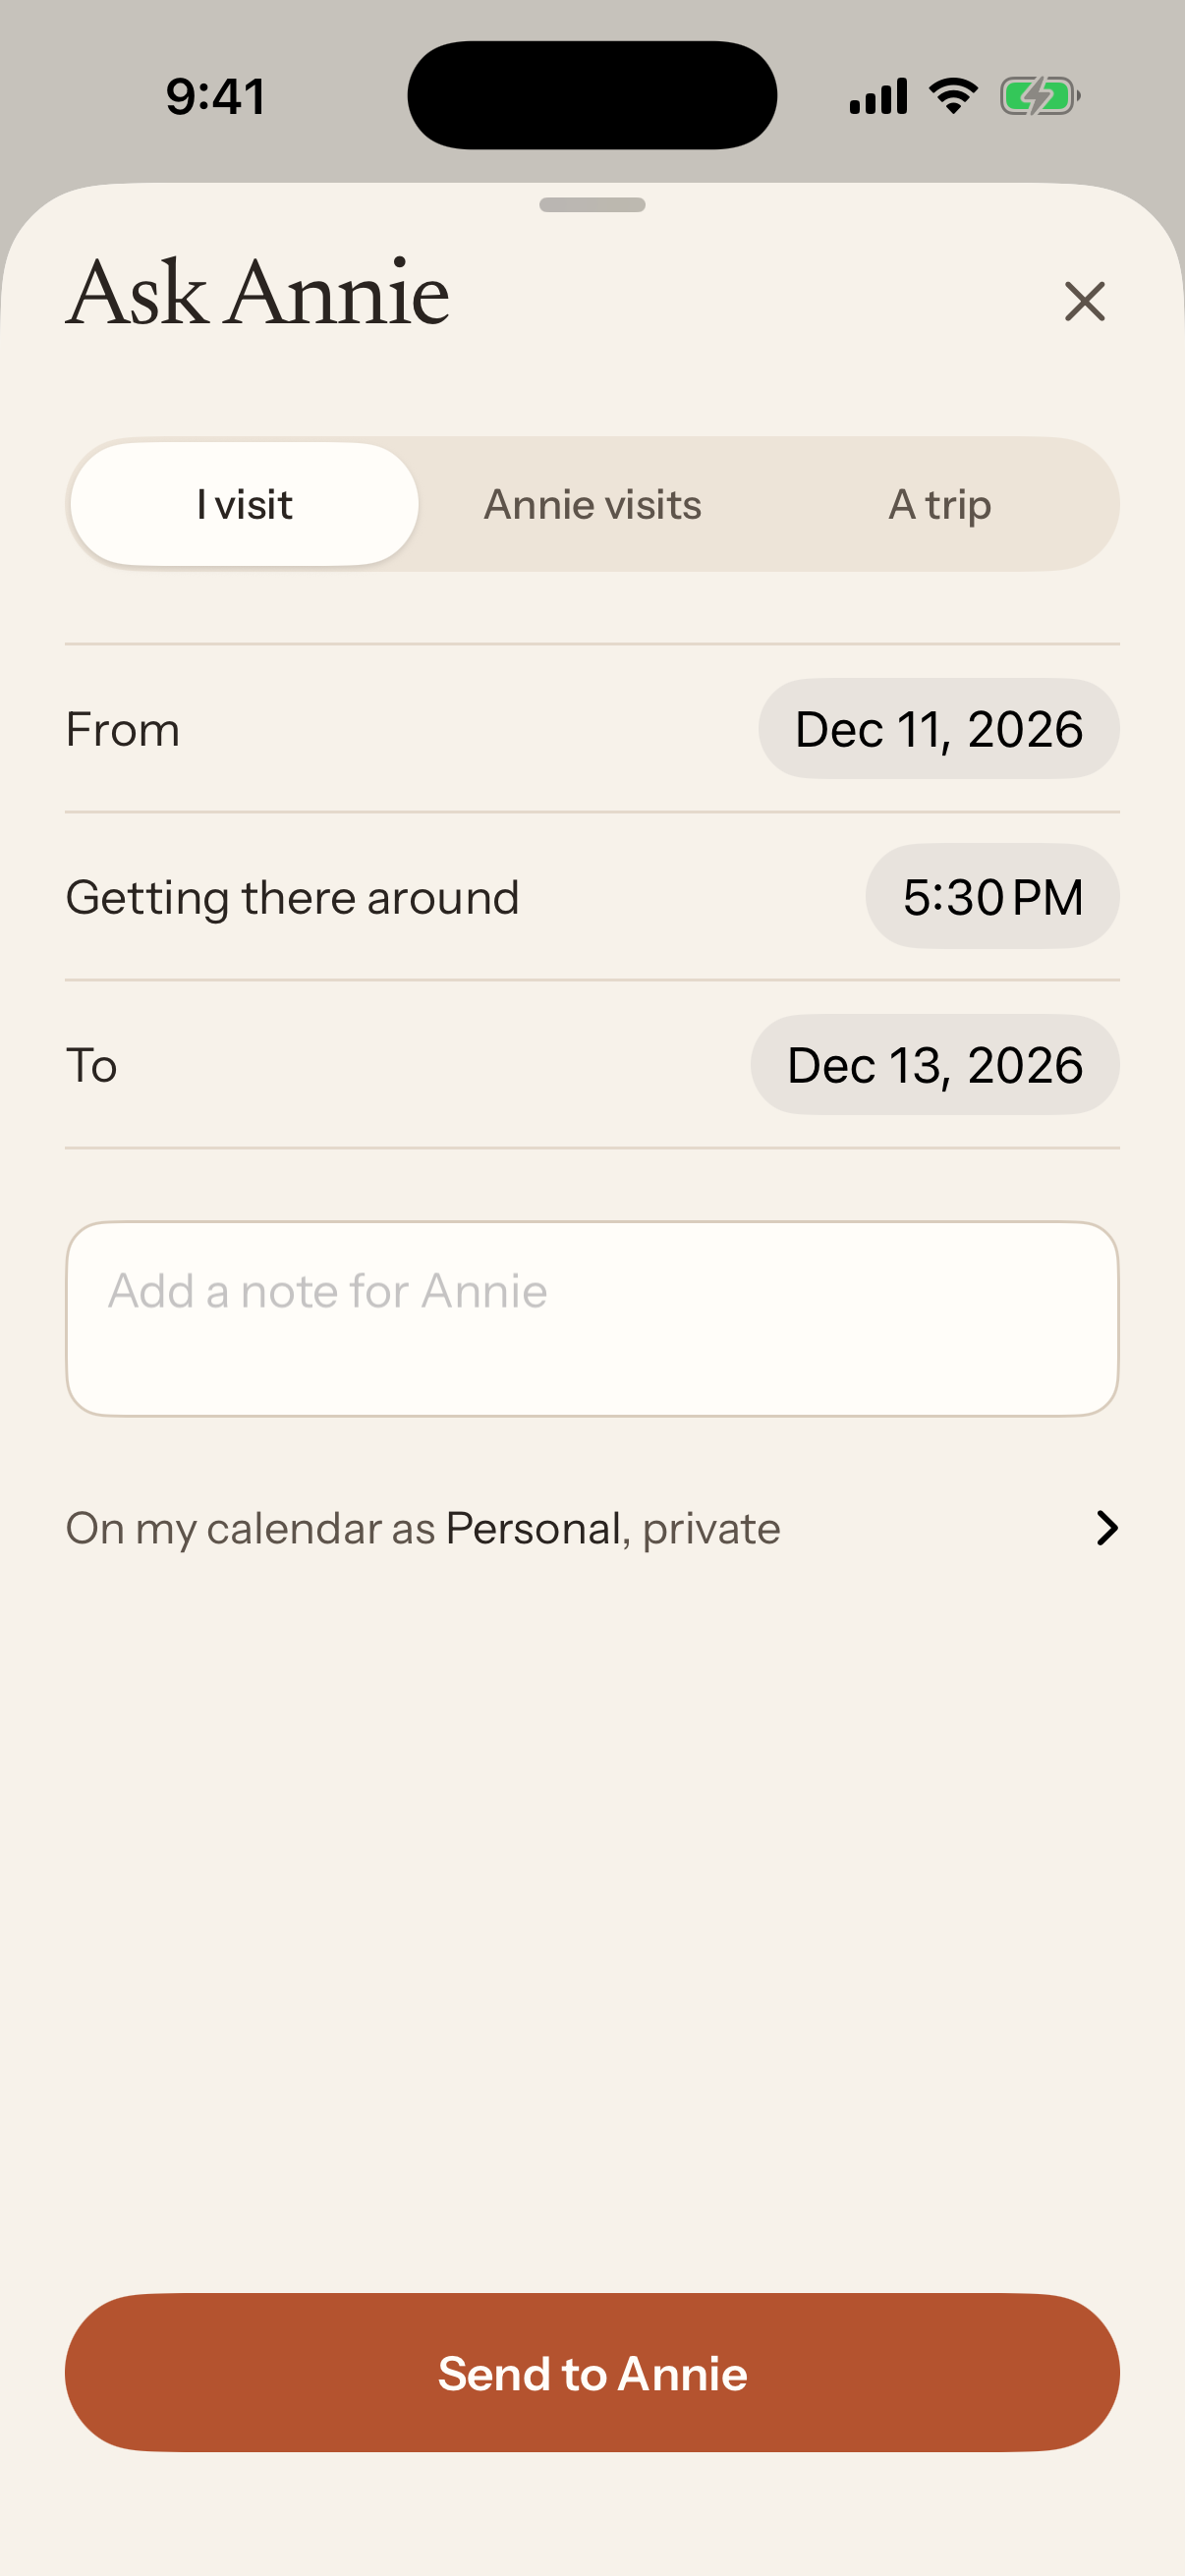 9:41
Ask Annie
I visit
Annie visits
A trip
From
Dec 11, 2026
Getting there around
5:30 PM
To
Dec 13, 2026
Add a note for Annie
On my calendar as Personal, private
Send to Annie